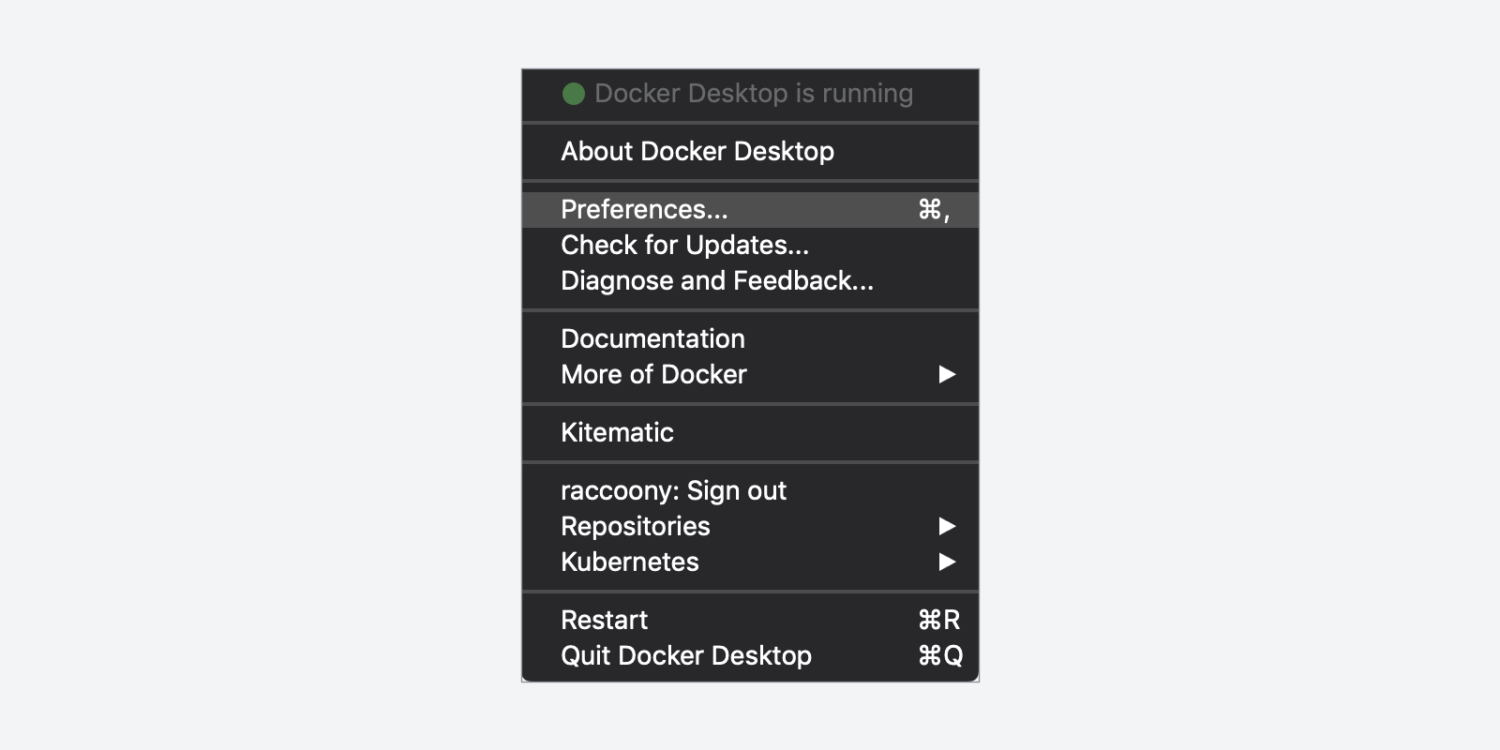 Docker Desktop is running
About Docker Desktop
Preferences... ⌘,
Check for Updates...
Diagnose and Feedback...
Documentation
More of Docker ▶
Kitematic
raccoony: Sign out
Repositories ▶
Kubernetes ▶
Restart ⌘R
Quit Docker Desktop ⌘Q